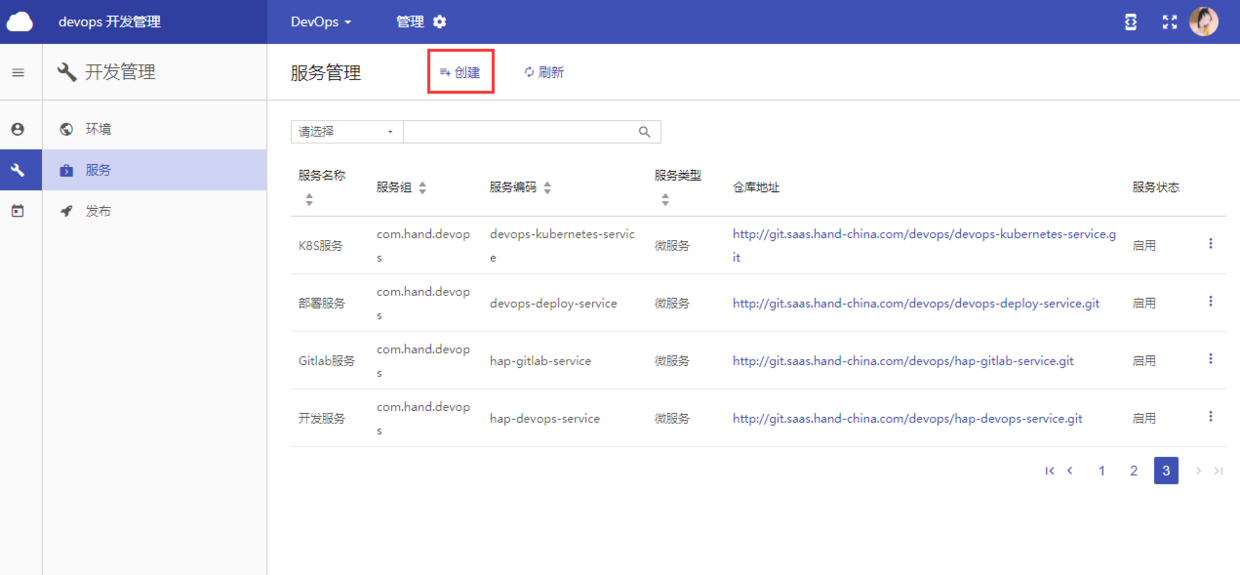 devops 开发管理
DevOps
管理
开发管理
服务管理
创建
刷新
环境
服务
发布
请选择
服务名称
服务组
服务编码
服务类型
仓库地址
服务状态
K8S服务
com.hand.devop
s
devops-kubernetes-servic
e
微服务
http://git.saas.hand-china.com/devops/devops-kubernetes-service.g
it
启用
部署服务
com.hand.devop
s
devops-deploy-service
微服务
http://git.saas.hand-china.com/devops/devops-deploy-service.git
启用
Gitlab服务
com.hand.devop
s
hap-gitlab-service
微服务
http://git.saas.hand-china.com/devops/hap-gitlab-service.git
启用
开发服务
com.hand.devop
s
hap-devops-service
微服务
http://git.saas.hand-china.com/devops/hap-devops-service.git
启用
1 2 3